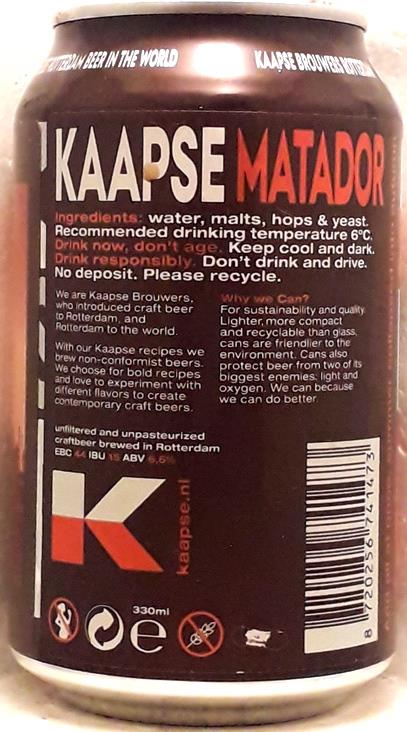 ROTTERDAM BEER IN THE WORLD
KAAPSE BROUWERS
KAAPSE MATADOR
Ingredients: water, malts, hops & yeast.
Recommended drinking temperature 6ºC.
Drink now, don't age. Keep cool and dark.
Drink responsibly. Don't drink and drive.
No deposit. Please recycle.
We are Kaapse Brouwers,
who introduced craft beer
to Rotterdam, and
Rotterdam to the world.
With our Kaapse recipes we
brew non-conformist beers.
We choose for bold recipes
and love to experiment with
different flavors to create
contemporary craft beers.
Why we Can?
For sustainability and quality.
Lighter, more compact
and recyclable than glass,
cans are friendlier to the
environment. Cans also
protect beer from two of its
biggest enemies: light and
oxygen. We can because
we can do better.
unfiltered and unpasteurized
craftbeer brewed in Rotterdam
EBC 44 IBU 15 ABV 6,6%
K
kaapse.nl
330ml
e
8 720256 741473